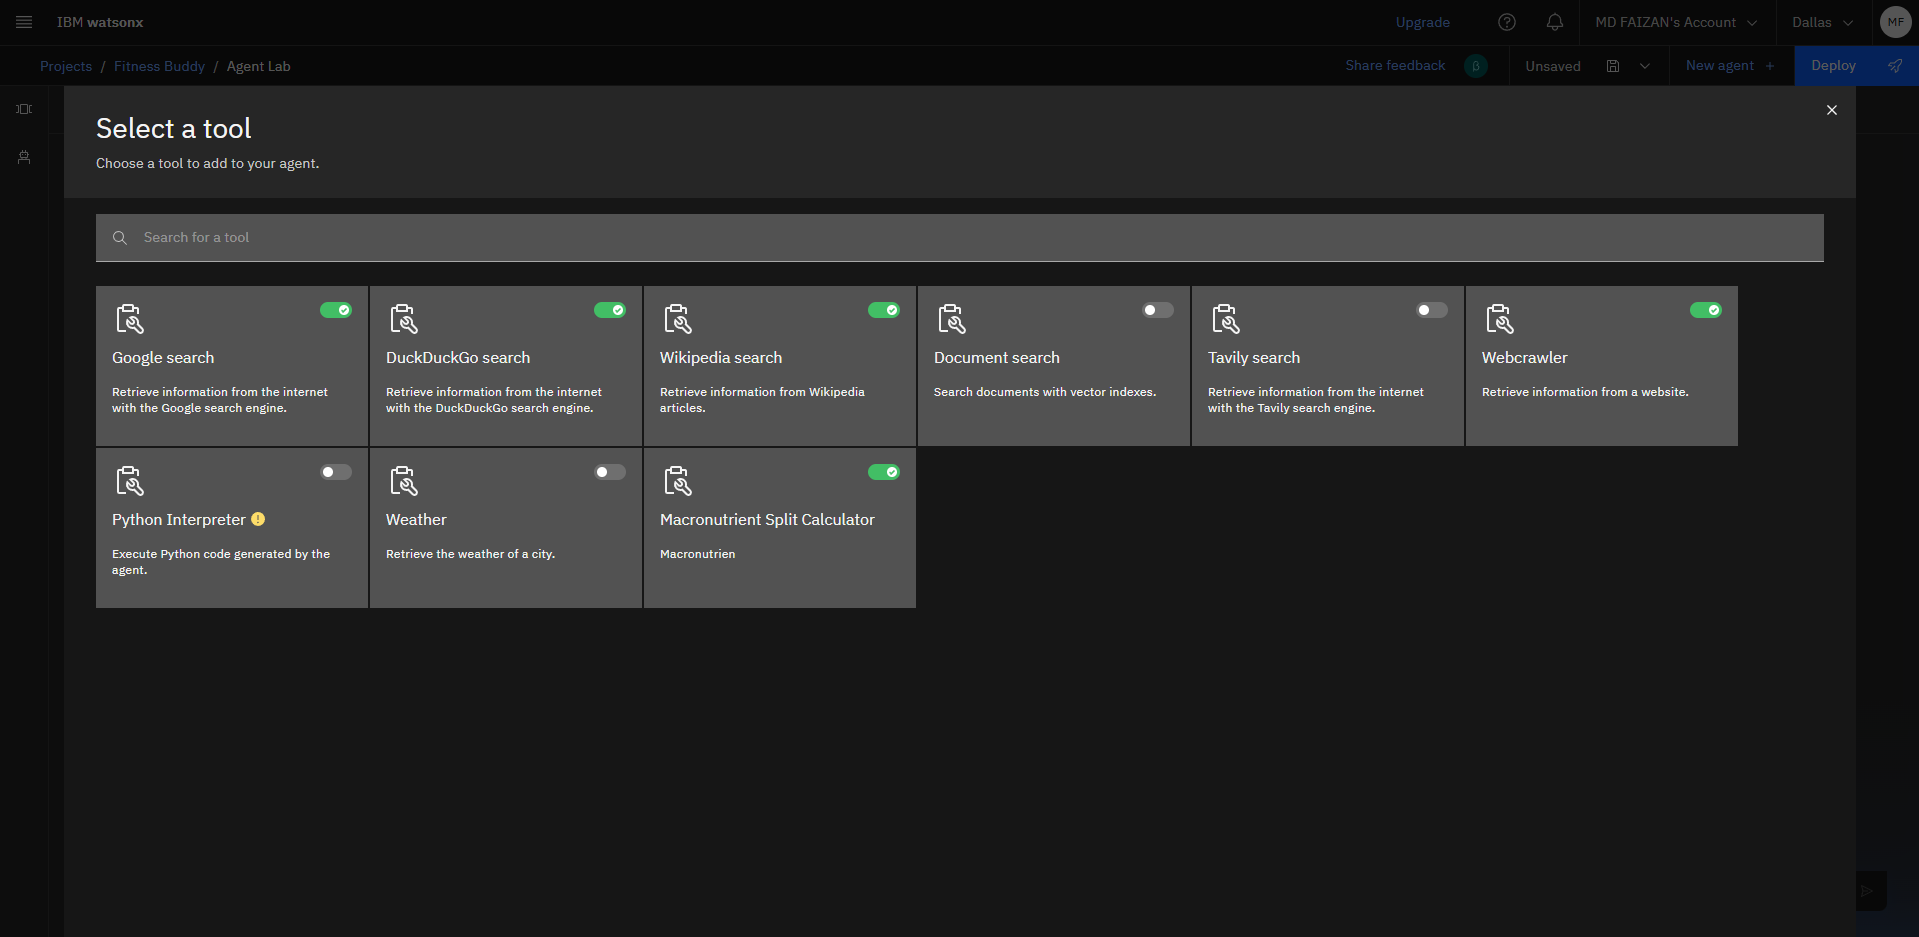 IBM watsonx
Upgrade
MD FAIZAN's Account
Dallas
MF
Projects / Fitness Buddy / Agent Lab
Share feedback
β
Unsaved
New agent +
Deploy
Select a tool
Choose a tool to add to your agent.
Search for a tool
Google search
Retrieve information from the internet
with the Google search engine.
DuckDuckGo search
Retrieve information from the internet
with the DuckDuckGo search engine.
Wikipedia search
Retrieve information from Wikipedia
articles.
Document search
Search documents with vector indexes.
Tavily search
Retrieve information from the internet
with the Tavily search engine.
Webcrawler
Retrieve information from a website.
Python Interpreter
Execute Python code generated by the
agent.
Weather
Retrieve the weather of a city.
Macronutrient Split Calculator
Macronutrien